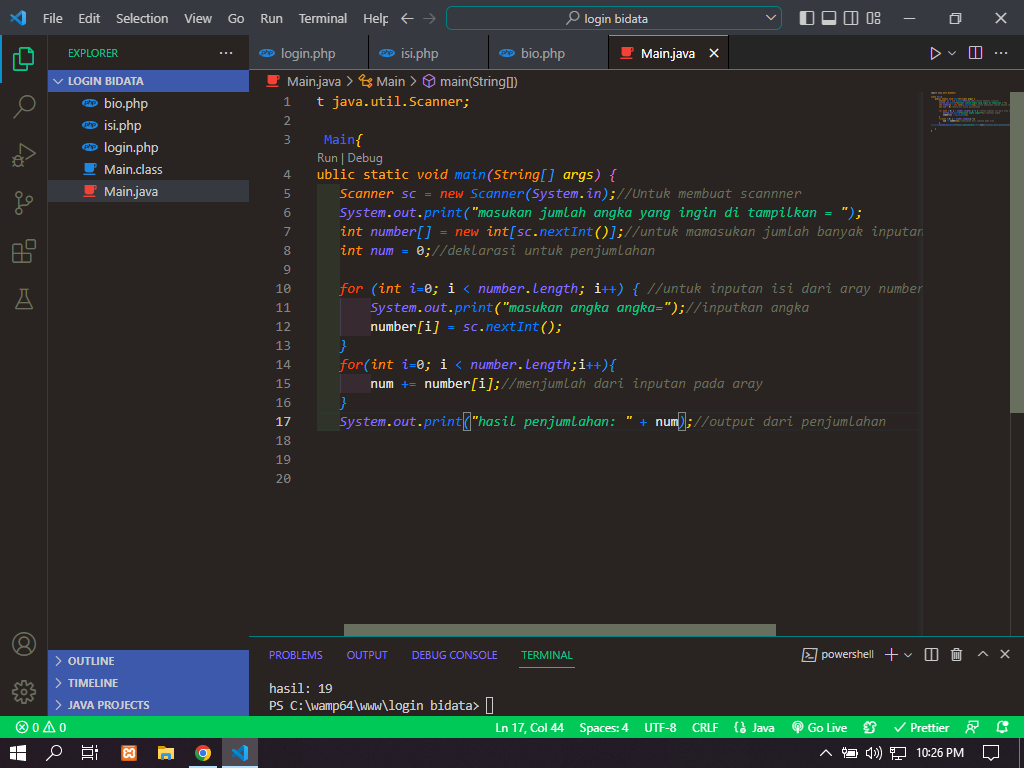 File Edit Selection View Go Run Terminal Help login bidata
EXPLORER
LOGIN BIDATA
bio.php
isi.php
login.php
Main.class
Main.java
OUTLINE
TIMELINE
JAVA PROJECTS
login.php isi.php bio.php Main.java
Main.java > Main > main(String[])
1 t java.util.Scanner;
2
3 Main{
Run | Debug
4 ublic static void main(String[] args) {
5 Scanner sc = new Scanner(System.in);//Untuk membuat scannner
6 System.out.print("masukan jumlah angka yang ingin di tampilkan = ");
7 int number[] = new int[sc.nextInt()];//untuk mamasukan jumlah banyak inputan
8 int num = 0;//deklarasi untuk penjumlahan
9
10 for (int i=0; i < number.length; i++) { //untuk inputan isi dari aray number
11 System.out.print("masukan angka angka=");//inputkan angka
12 number[i] = sc.nextInt();
13 }
14 for(int i=0; i < number.length;i++){
15 num += number[i];//menjumlah dari inputan pada aray
16 }
17 System.out.print("hasil penjumlahan: " + num);//output dari penjumlahan
18
19
20
PROBLEMS OUTPUT DEBUG CONSOLE TERMINAL powershell
hasil: 19
PS C:\wamp64\www\login bidata>
0 0 Ln 17, Col 44 Spaces: 4 UTF-8 CRLF {} Java Go Live Prettier
10:26 PM